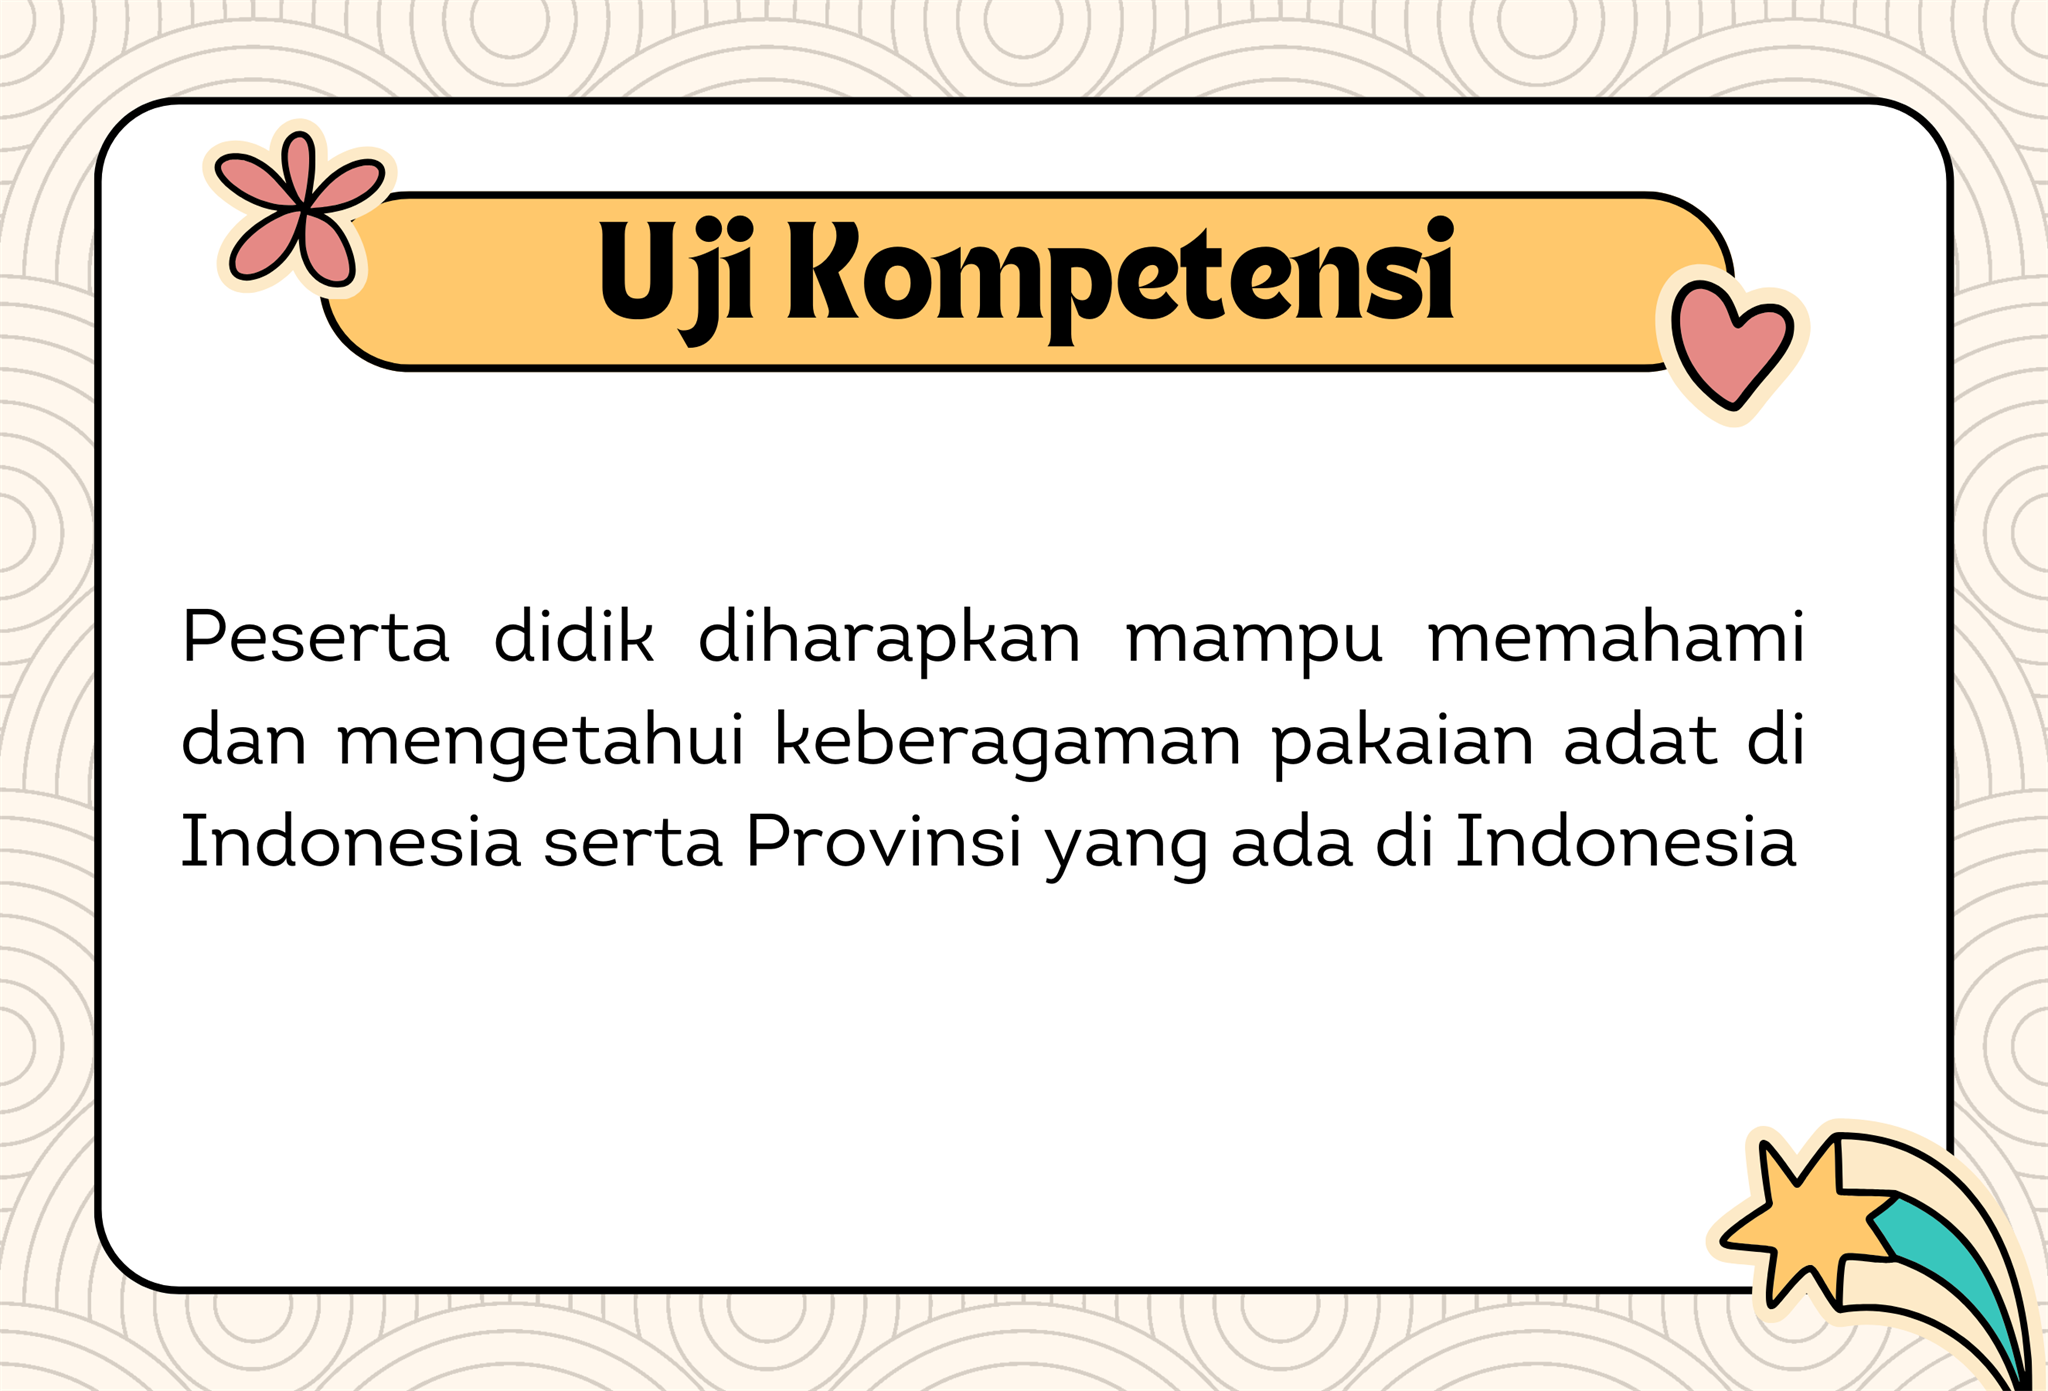 Uji Kompetensi
Peserta didik diharapkan mampu memahami
dan mengetahui keberagaman pakaian adat di
Indonesia serta Provinsi yang ada di Indonesia